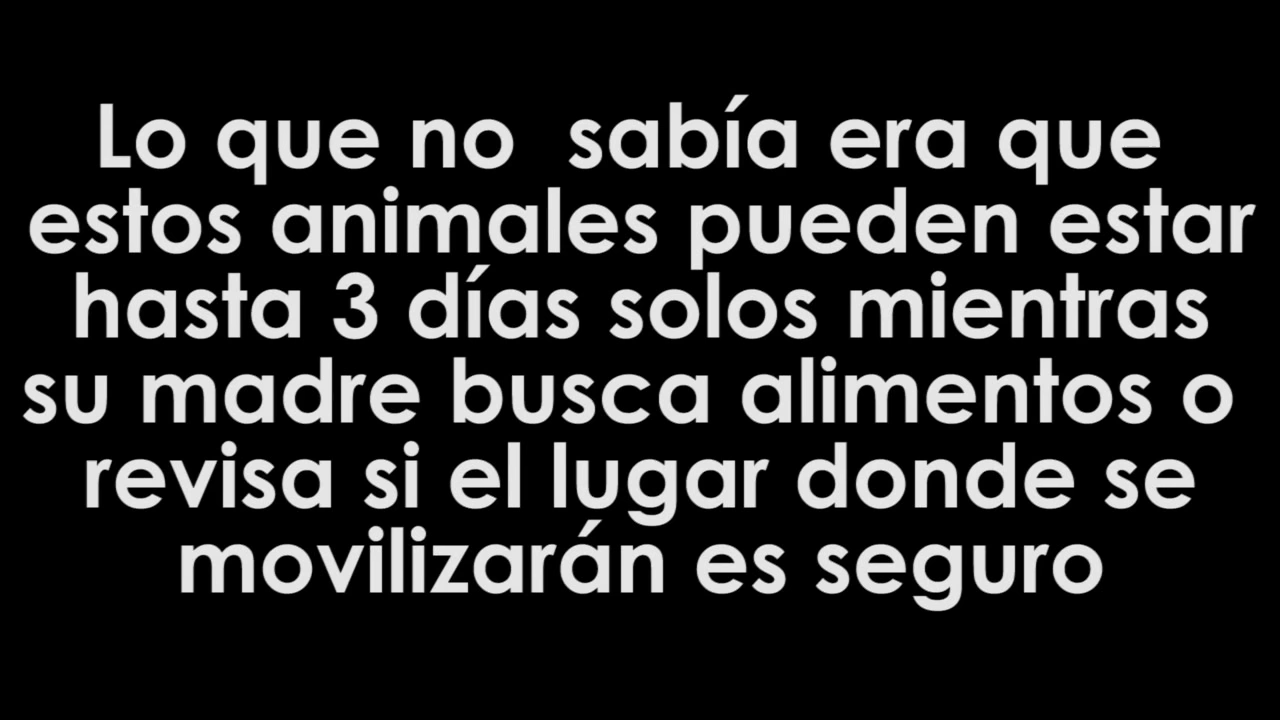 Lo que no  sabía era que
estos animales pueden estar
hasta 3 días solos mientras
su madre busca alimentos o
revisa si el lugar donde se
movilizarán es seguro